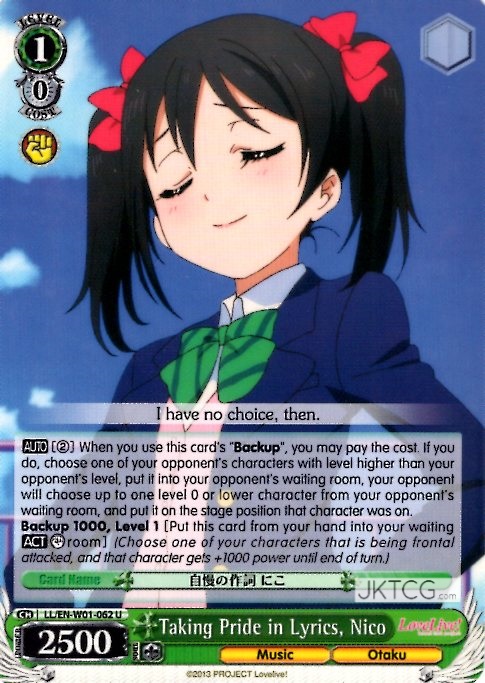 LEVEL
1
0
COST
I have no choice, then.
AUTO [②] When you use this card's "Backup", you may pay the cost. If you
do, choose one of your opponent's characters with level higher than your
opponent's level, put it into your opponent's waiting room, your opponent
will choose up to one level 0 or lower character from your opponent's
waiting room, and put it on the stage position that character was on.
Backup 1000, Level 1 [Put this card from your hand into your waiting
ACT room] (Choose one of your characters that is being frontal
attacked, and that character gets +1000 power until end of turn.)
Card Name 自慢の作詞 にこ
JKTCG.com
CH LL/EN-W01-062 U
2500 Taking Pride in Lyrics, Nico LoveLive!
Music Otaku
©2013 PROJECT Lovelive!